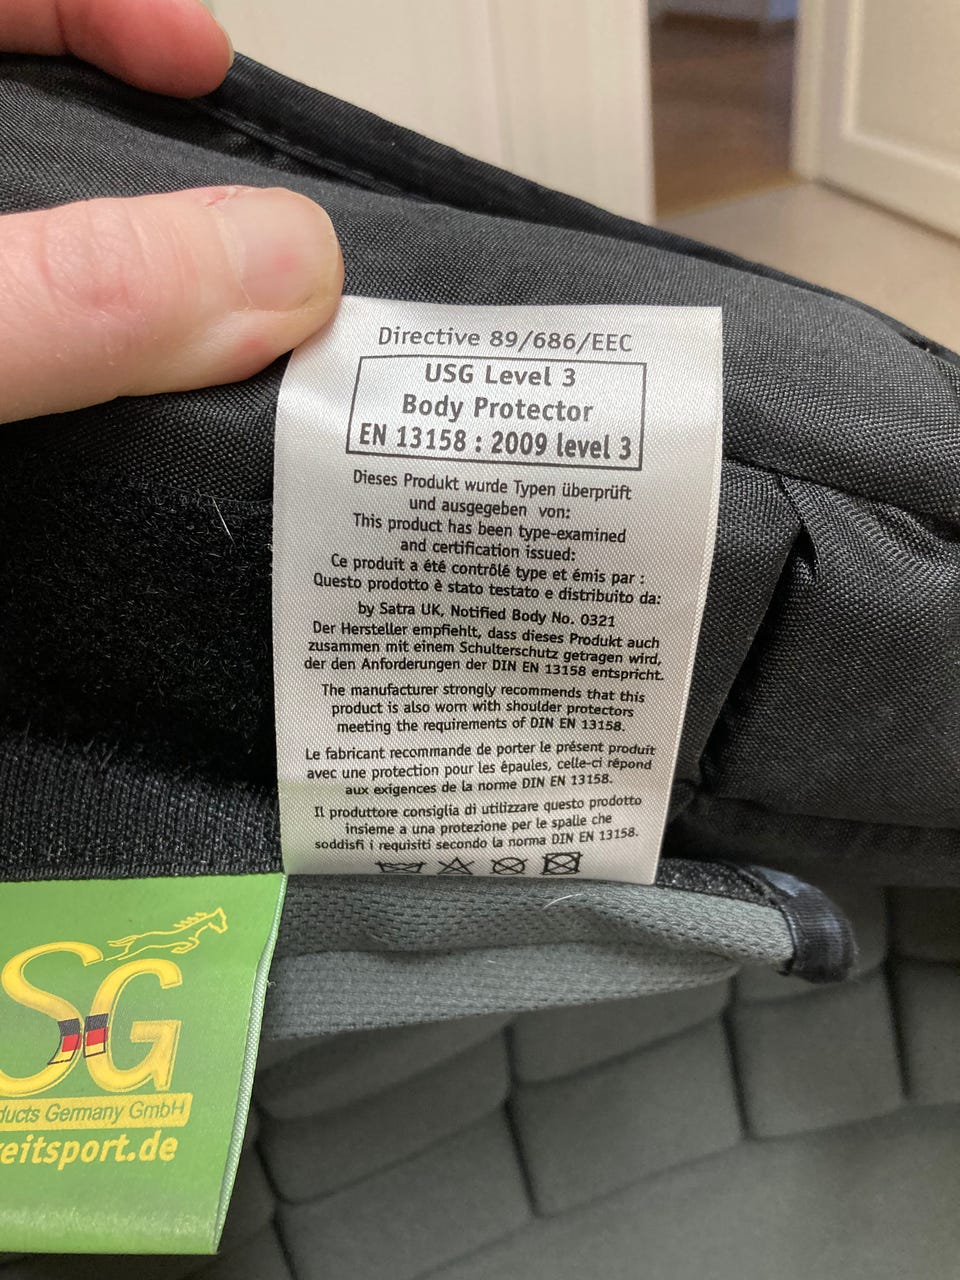 Directive 89/686/EEC
USG Level 3
Body Protector
EN 13158 : 2009 level 3
Dieses Produkt wurde Typen überprüft
und ausgegeben von:
This product has been type-examined
and certification issued:
Ce produit a été contrôlé type et émis par :
Questo prodotto è stato testato e distribuito da:
by Satra UK, Notified Body No. 0321
Der Hersteller empfiehlt, dass dieses Produkt auch
zusammen mit einem Schulterschutz getragen wird,
der den Anforderungen der DIN EN 13158 entspricht.
The manufacturer strongly recommends that this
product is also worn with shoulder protectors
meeting the requirements of DIN EN 13158.
Le fabricant recommande de porter le présent produit
avec une protection pour les épaules, celle-ci répond
aux exigences de la norme DIN EN 13158.
Il produttore consiglia di utilizzare questo prodotto
insieme a una protezione per le spalle che
soddisfi i requisiti secondo la norma DIN EN 13158.
SG
ducts Germany GmbH
eitsport.de